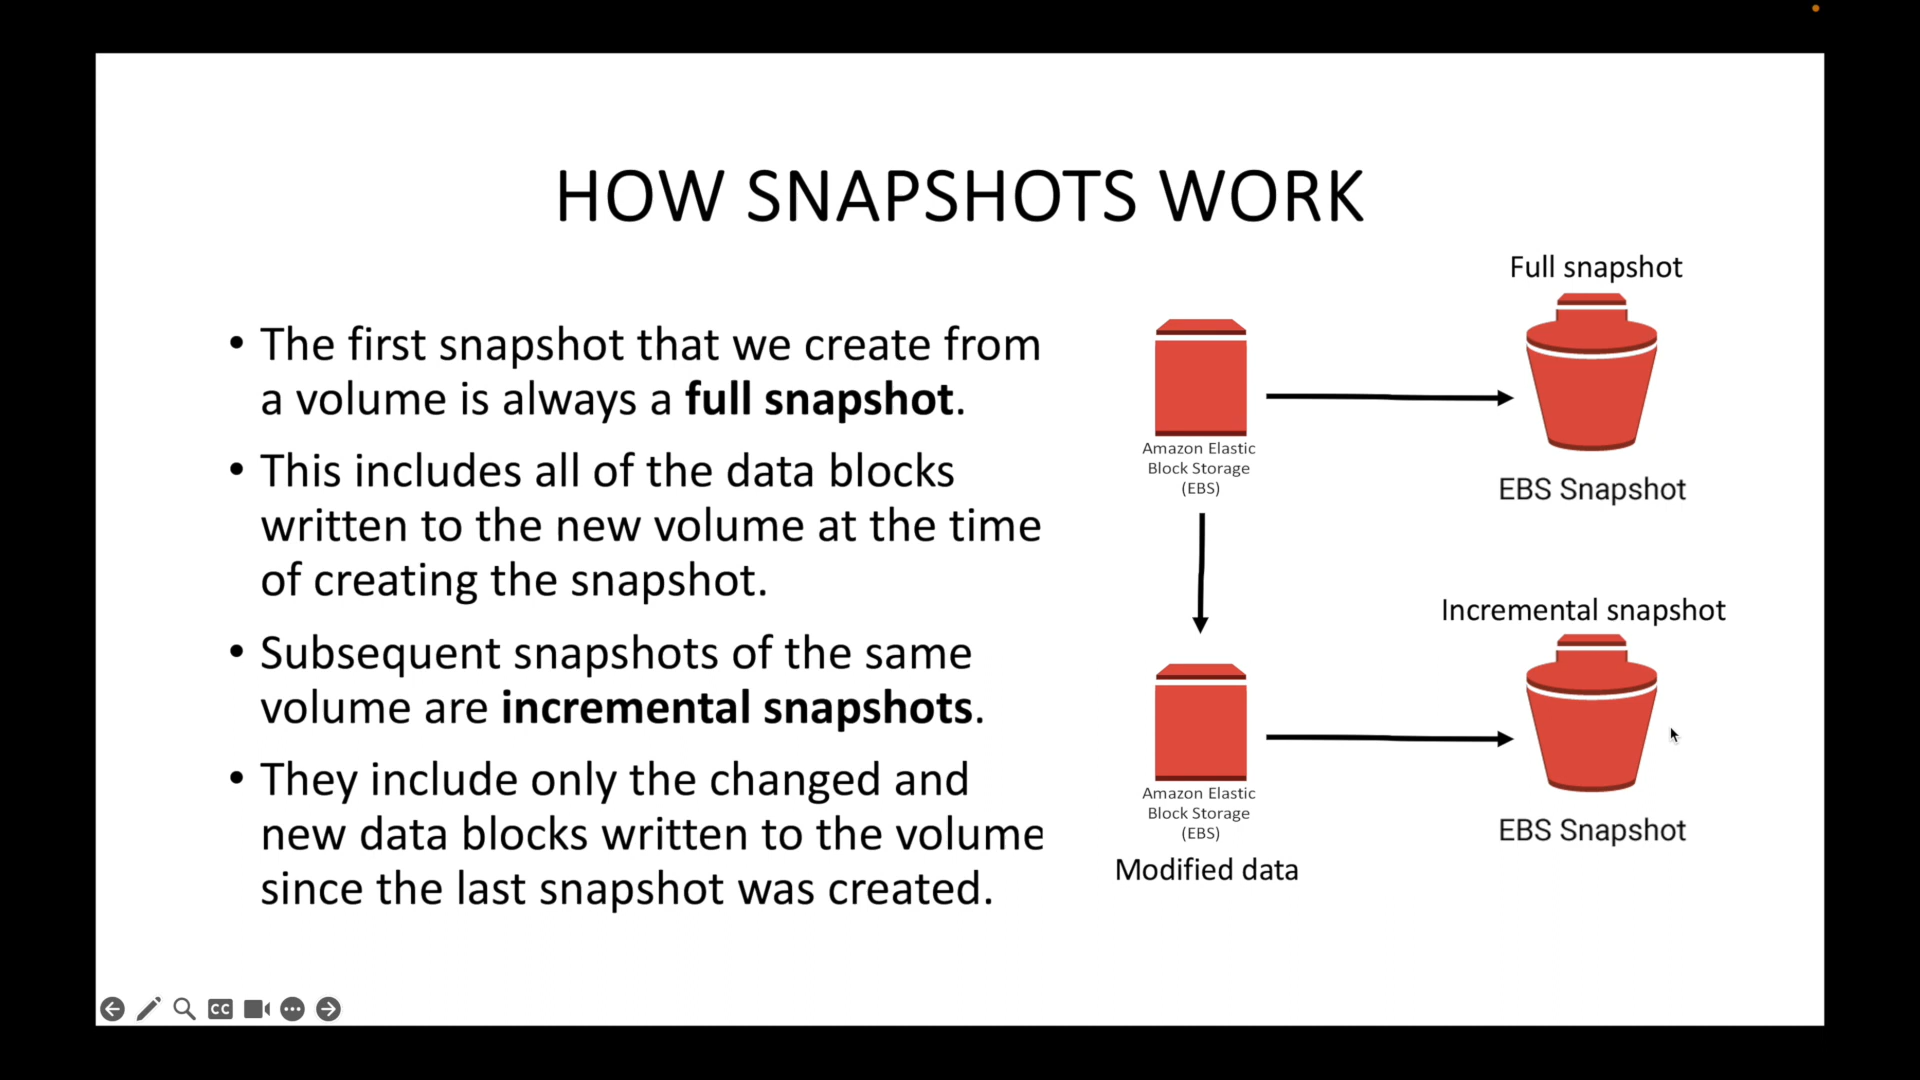 HOW SNAPSHOTS WORK
• The first snapshot that we create from
a volume is always a full snapshot.
• This includes all of the data blocks
written to the new volume at the time
of creating the snapshot.
• Subsequent snapshots of the same
volume are incremental snapshots.
• They include only the changed and
new data blocks written to the volume
since the last snapshot was created.
Full snapshot
Amazon Elastic
Block Storage
(EBS)
EBS Snapshot
Incremental snapshot
Amazon Elastic
Block Storage
(EBS)
EBS Snapshot
Modified data
CC